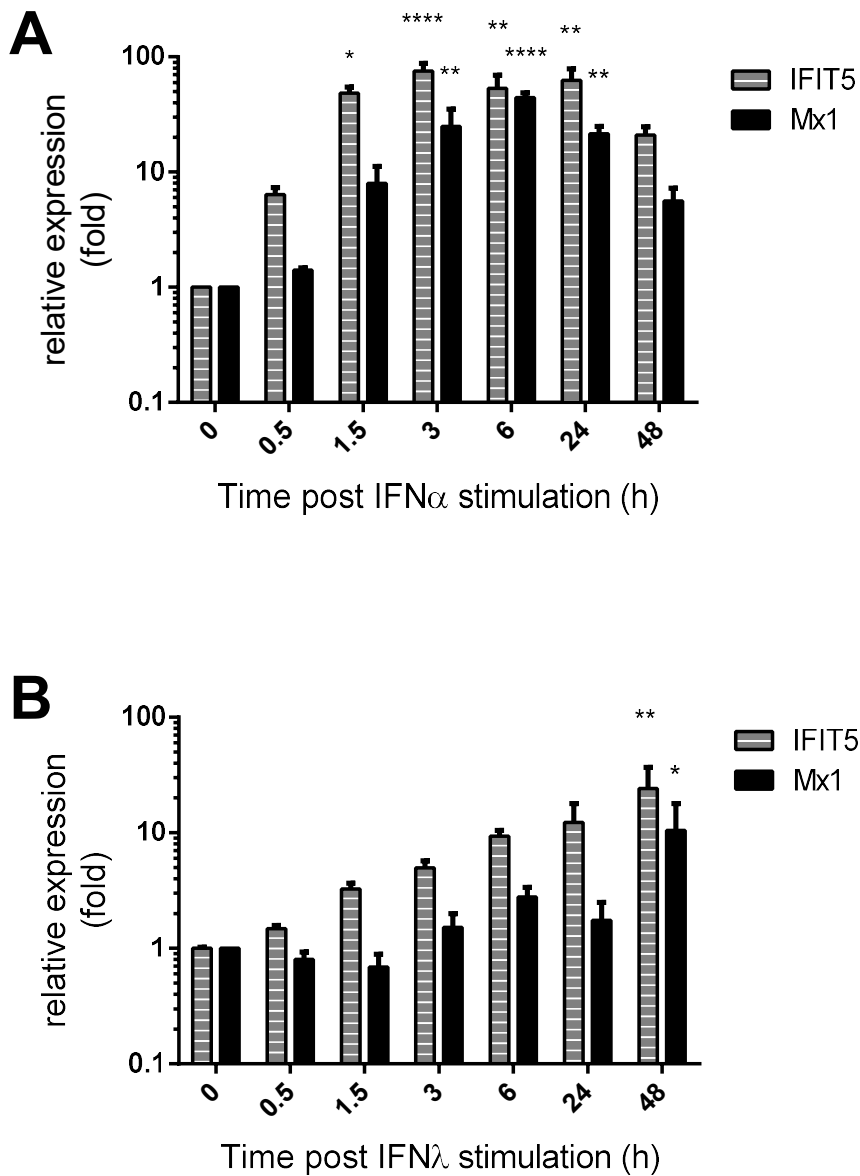 A
**** ** **
* ** **** **
100
10
1
0.1
relative expression
(fold)
IFIT5
Mx1
0 0.5 1.5 3 6 24 48
Time post IFNα stimulation (h)
B
**
*
100
10
1
0.1
relative expression
(fold)
IFIT5
Mx1
0 0.5 1.5 3 6 24 48
Time post IFNλ stimulation (h)